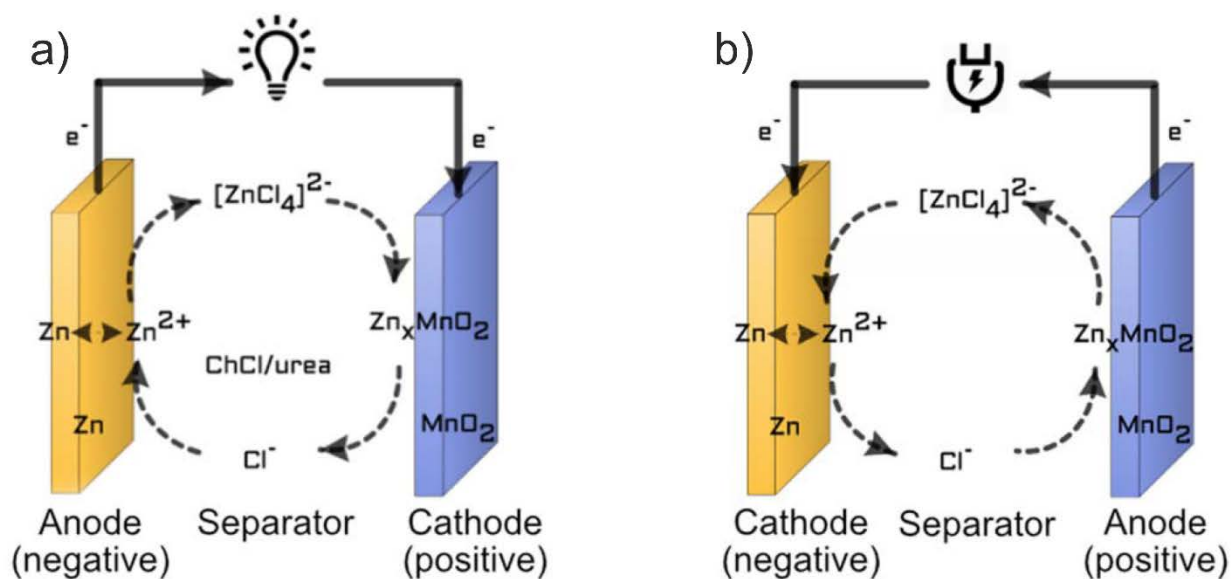 a)
e⁻
e⁻
[ZnCl₄]²⁻
Zn
Zn²⁺
ZnₓMnO₂
ChCl/urea
Zn
MnO₂
Cl⁻
Anode
(negative)
Separator
Cathode
(positive)
b)
e⁻
e⁻
[ZnCl₄]²⁻
Zn
Zn²⁺
ZnₓMnO₂
Zn
MnO₂
Cl⁻
Cathode
(negative)
Separator
Anode
(positive)